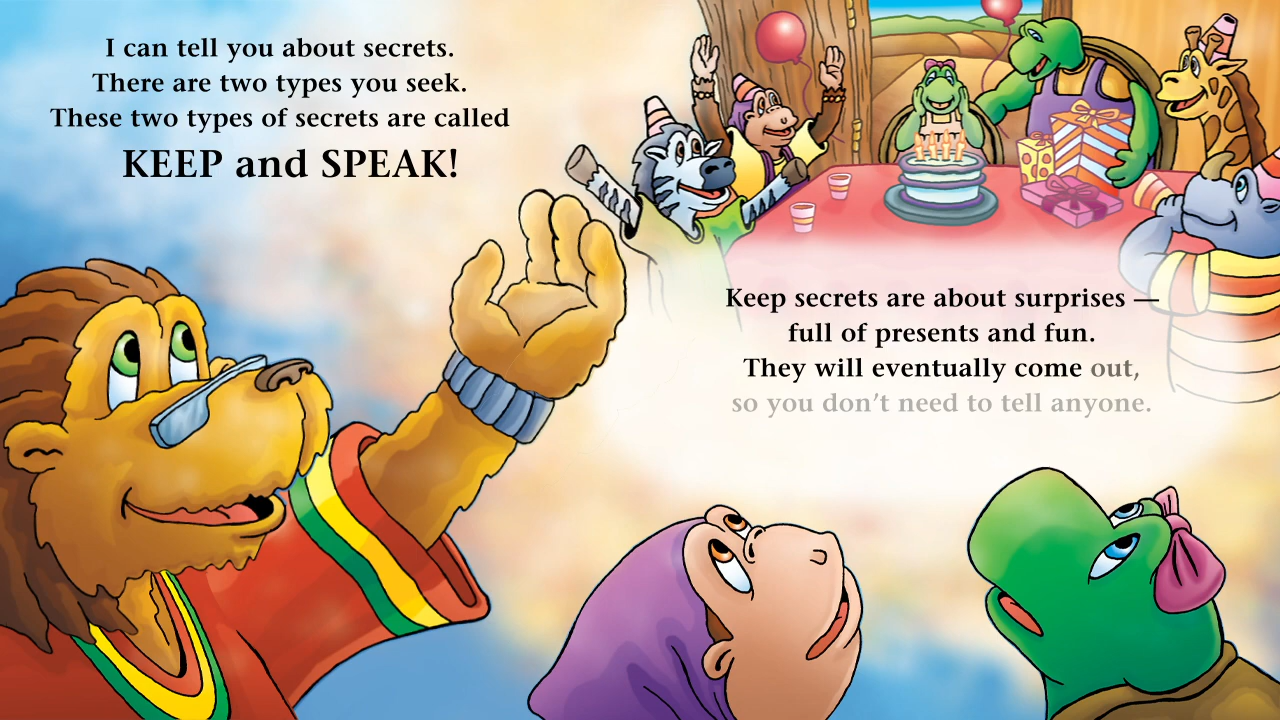 I can tell you about secrets.
There are two types you seek.
These two types of secrets are called
KEEP and SPEAK!
Keep secrets are about surprises —
full of presents and fun.
They will eventually come out,
so you don’t need to tell anyone.